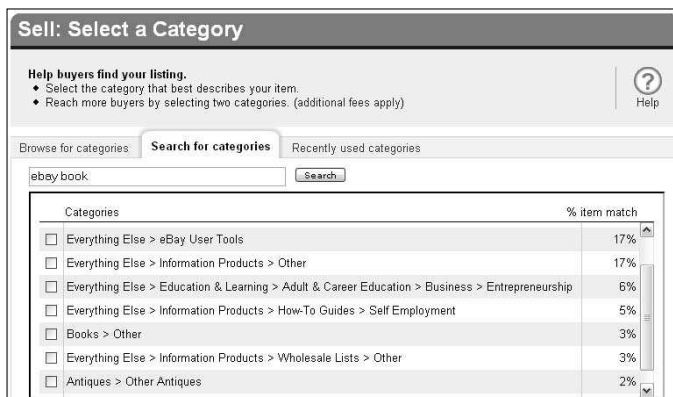 Sell: Select a Category
Help buyers find your listing.
◆ Select the category that best describes your item.
◆ Reach more buyers by selecting two categories. (additional fees apply)
?
Help
Browse for categories Search for categories Recently used categories
ebay book Search
Categories % item match
Everything Else > eBay User Tools 17%
Everything Else > Information Products > Other 17%
Everything Else > Education & Learning > Adult & Career Education > Business > Entrepreneurship 6%
Everything Else > Information Products > How-To Guides > Self Employment 5%
Books > Other 3%
Everything Else > Information Products > Wholesale Lists > Other 3%
Antiques > Other Antiques 2%